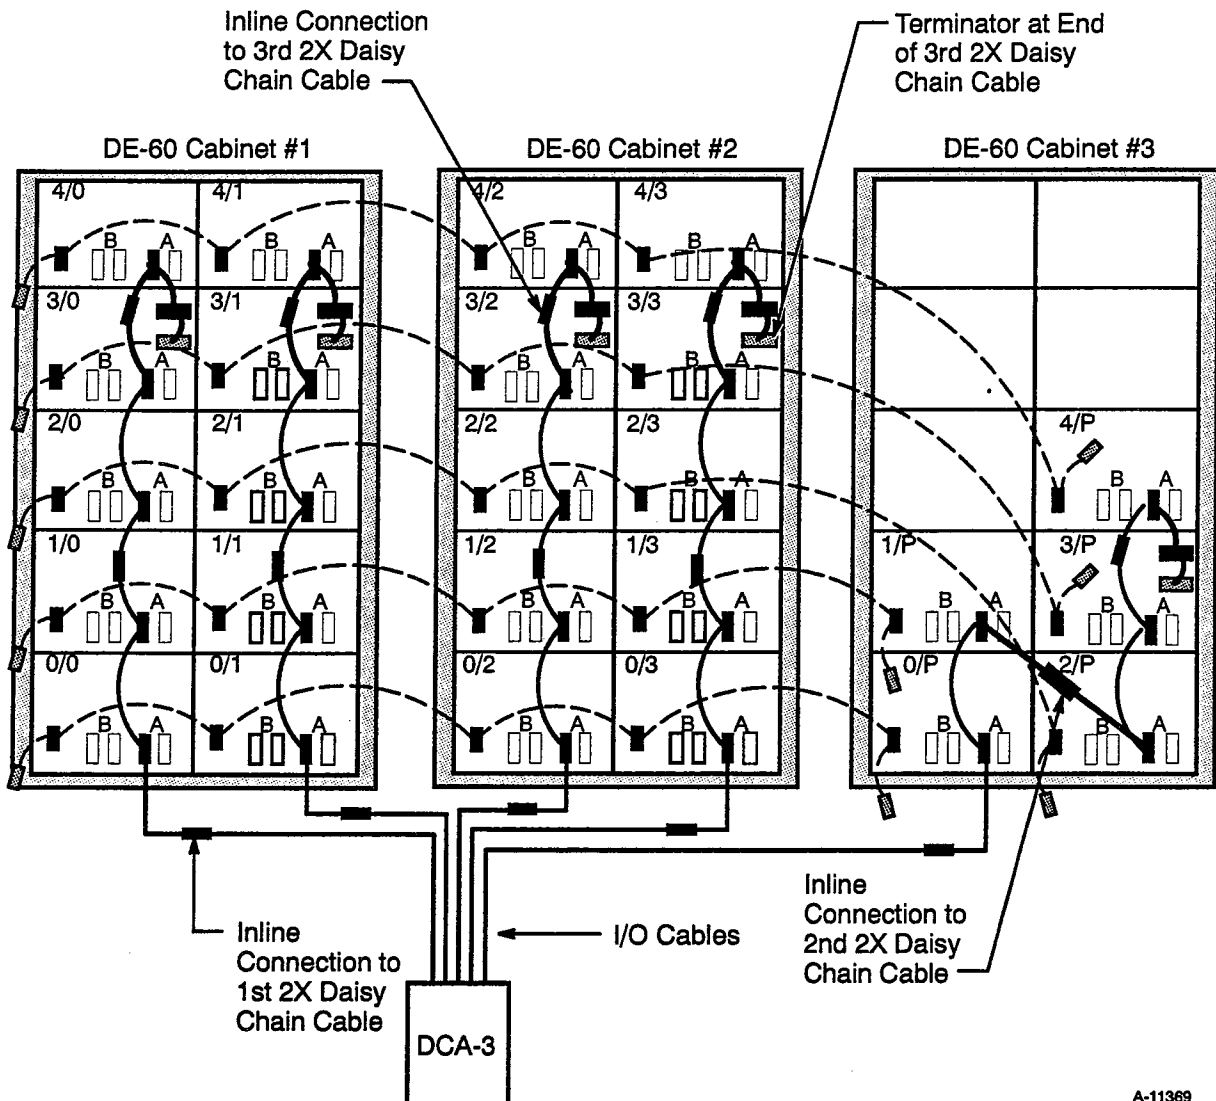 Inline Connection
to 3rd 2X Daisy
Chain Cable
Terminator at End
of 3rd 2X Daisy
Chain Cable
DE-60 Cabinet #1
DE-60 Cabinet #2
DE-60 Cabinet #3
4/0 4/1 4/2 4/3
B A B A B A B A
3/0 3/1 3/2 3/3
B A B A B A B A
2/0 2/1 2/2 2/3 4/P
B A B A B A B A B A
1/0 1/1 1/2 1/3 1/P 3/P
B A B A B A B A B A B A
0/0 0/1 0/2 0/3 0/P 2/P
B A B A B A B A B A B A
Inline
Connection to
1st 2X Daisy
Chain Cable
I/O Cables
Inline
Connection to
2nd 2X Daisy
Chain Cable
DCA-3
A-11369